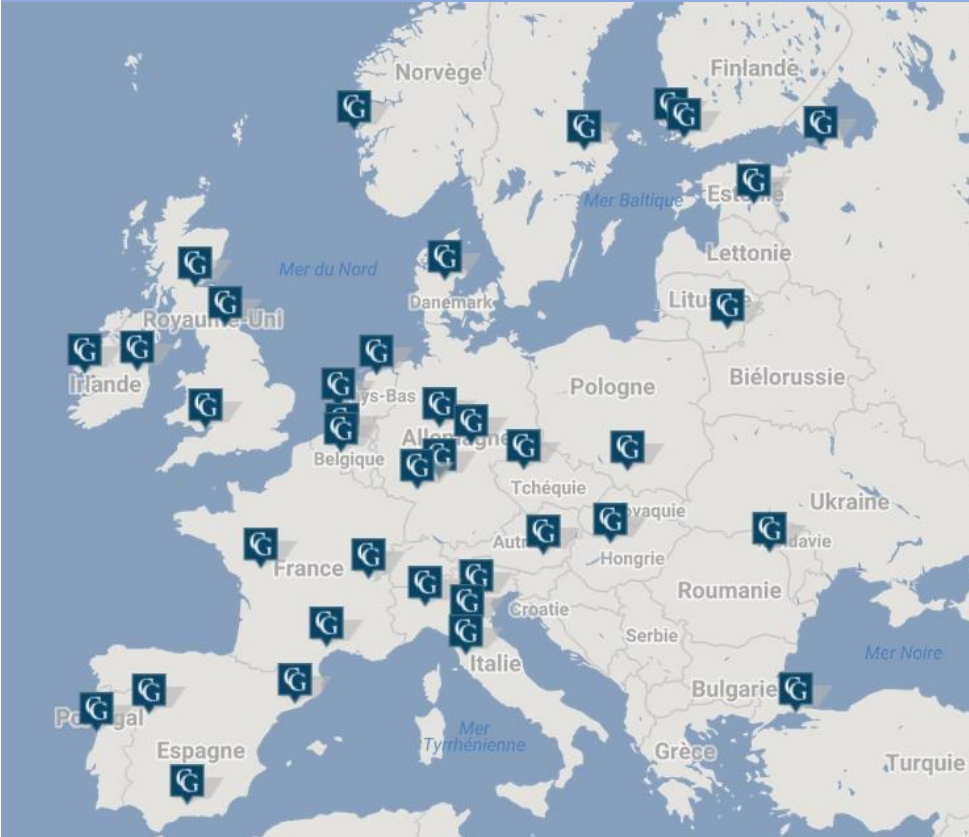 Norvège
Finlande
Mer Baltique
Lettonie
Mer du Nord
Danemark
Royaume-Uni
Irlande
Pologne
Biélorussie
Belgique
Tchéquie
Ukraine
Hongrie
France
Roumanie
Croatie
Serbie
Mer Noire
Italie
Bulgarie
Mer
Tyrrhénienne
Espagne
Grèce
Turquie
CG